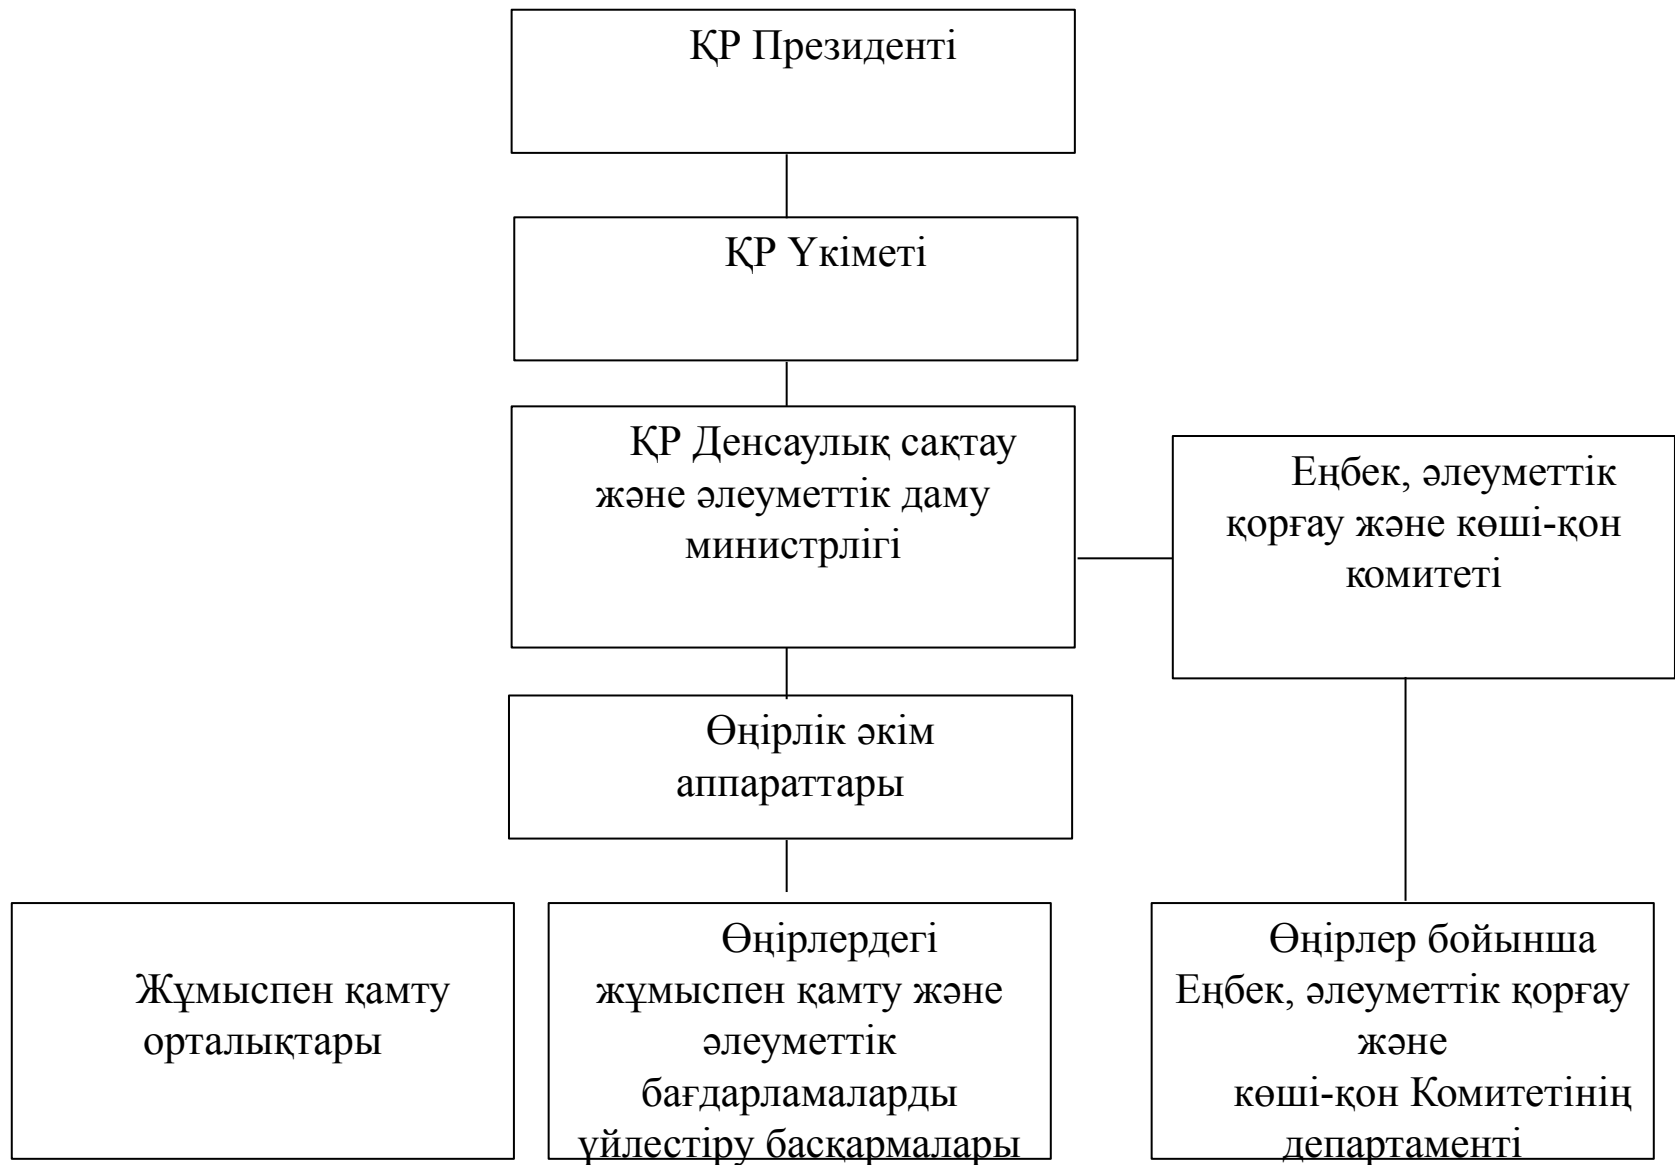 ҚР Президенті
ҚР Үкіметі
ҚР Денсаулық сақтау
және әлеуметтік даму
министрлігі
Еңбек, әлеуметтік
қорғау және көші-қон
комитеті
Өңірлік әкім
аппараттары
Жұмыспен қамту
орталықтары
Өңірлердегі
жұмыспен қамту және
әлеуметтік
бағдарламаларды
үйлестіру басқармалары
Өңірлер бойынша
Еңбек, әлеуметтік қорғау
және
көші-қон Комитетінің
департаменті